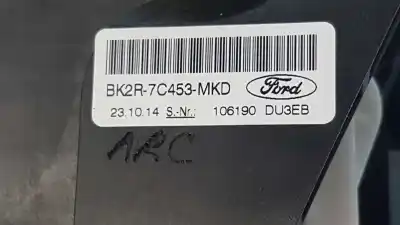 BK2R-7C453-MKD Ford
23.10.14 S.-Nr.: 106190 DU3EB
ARC